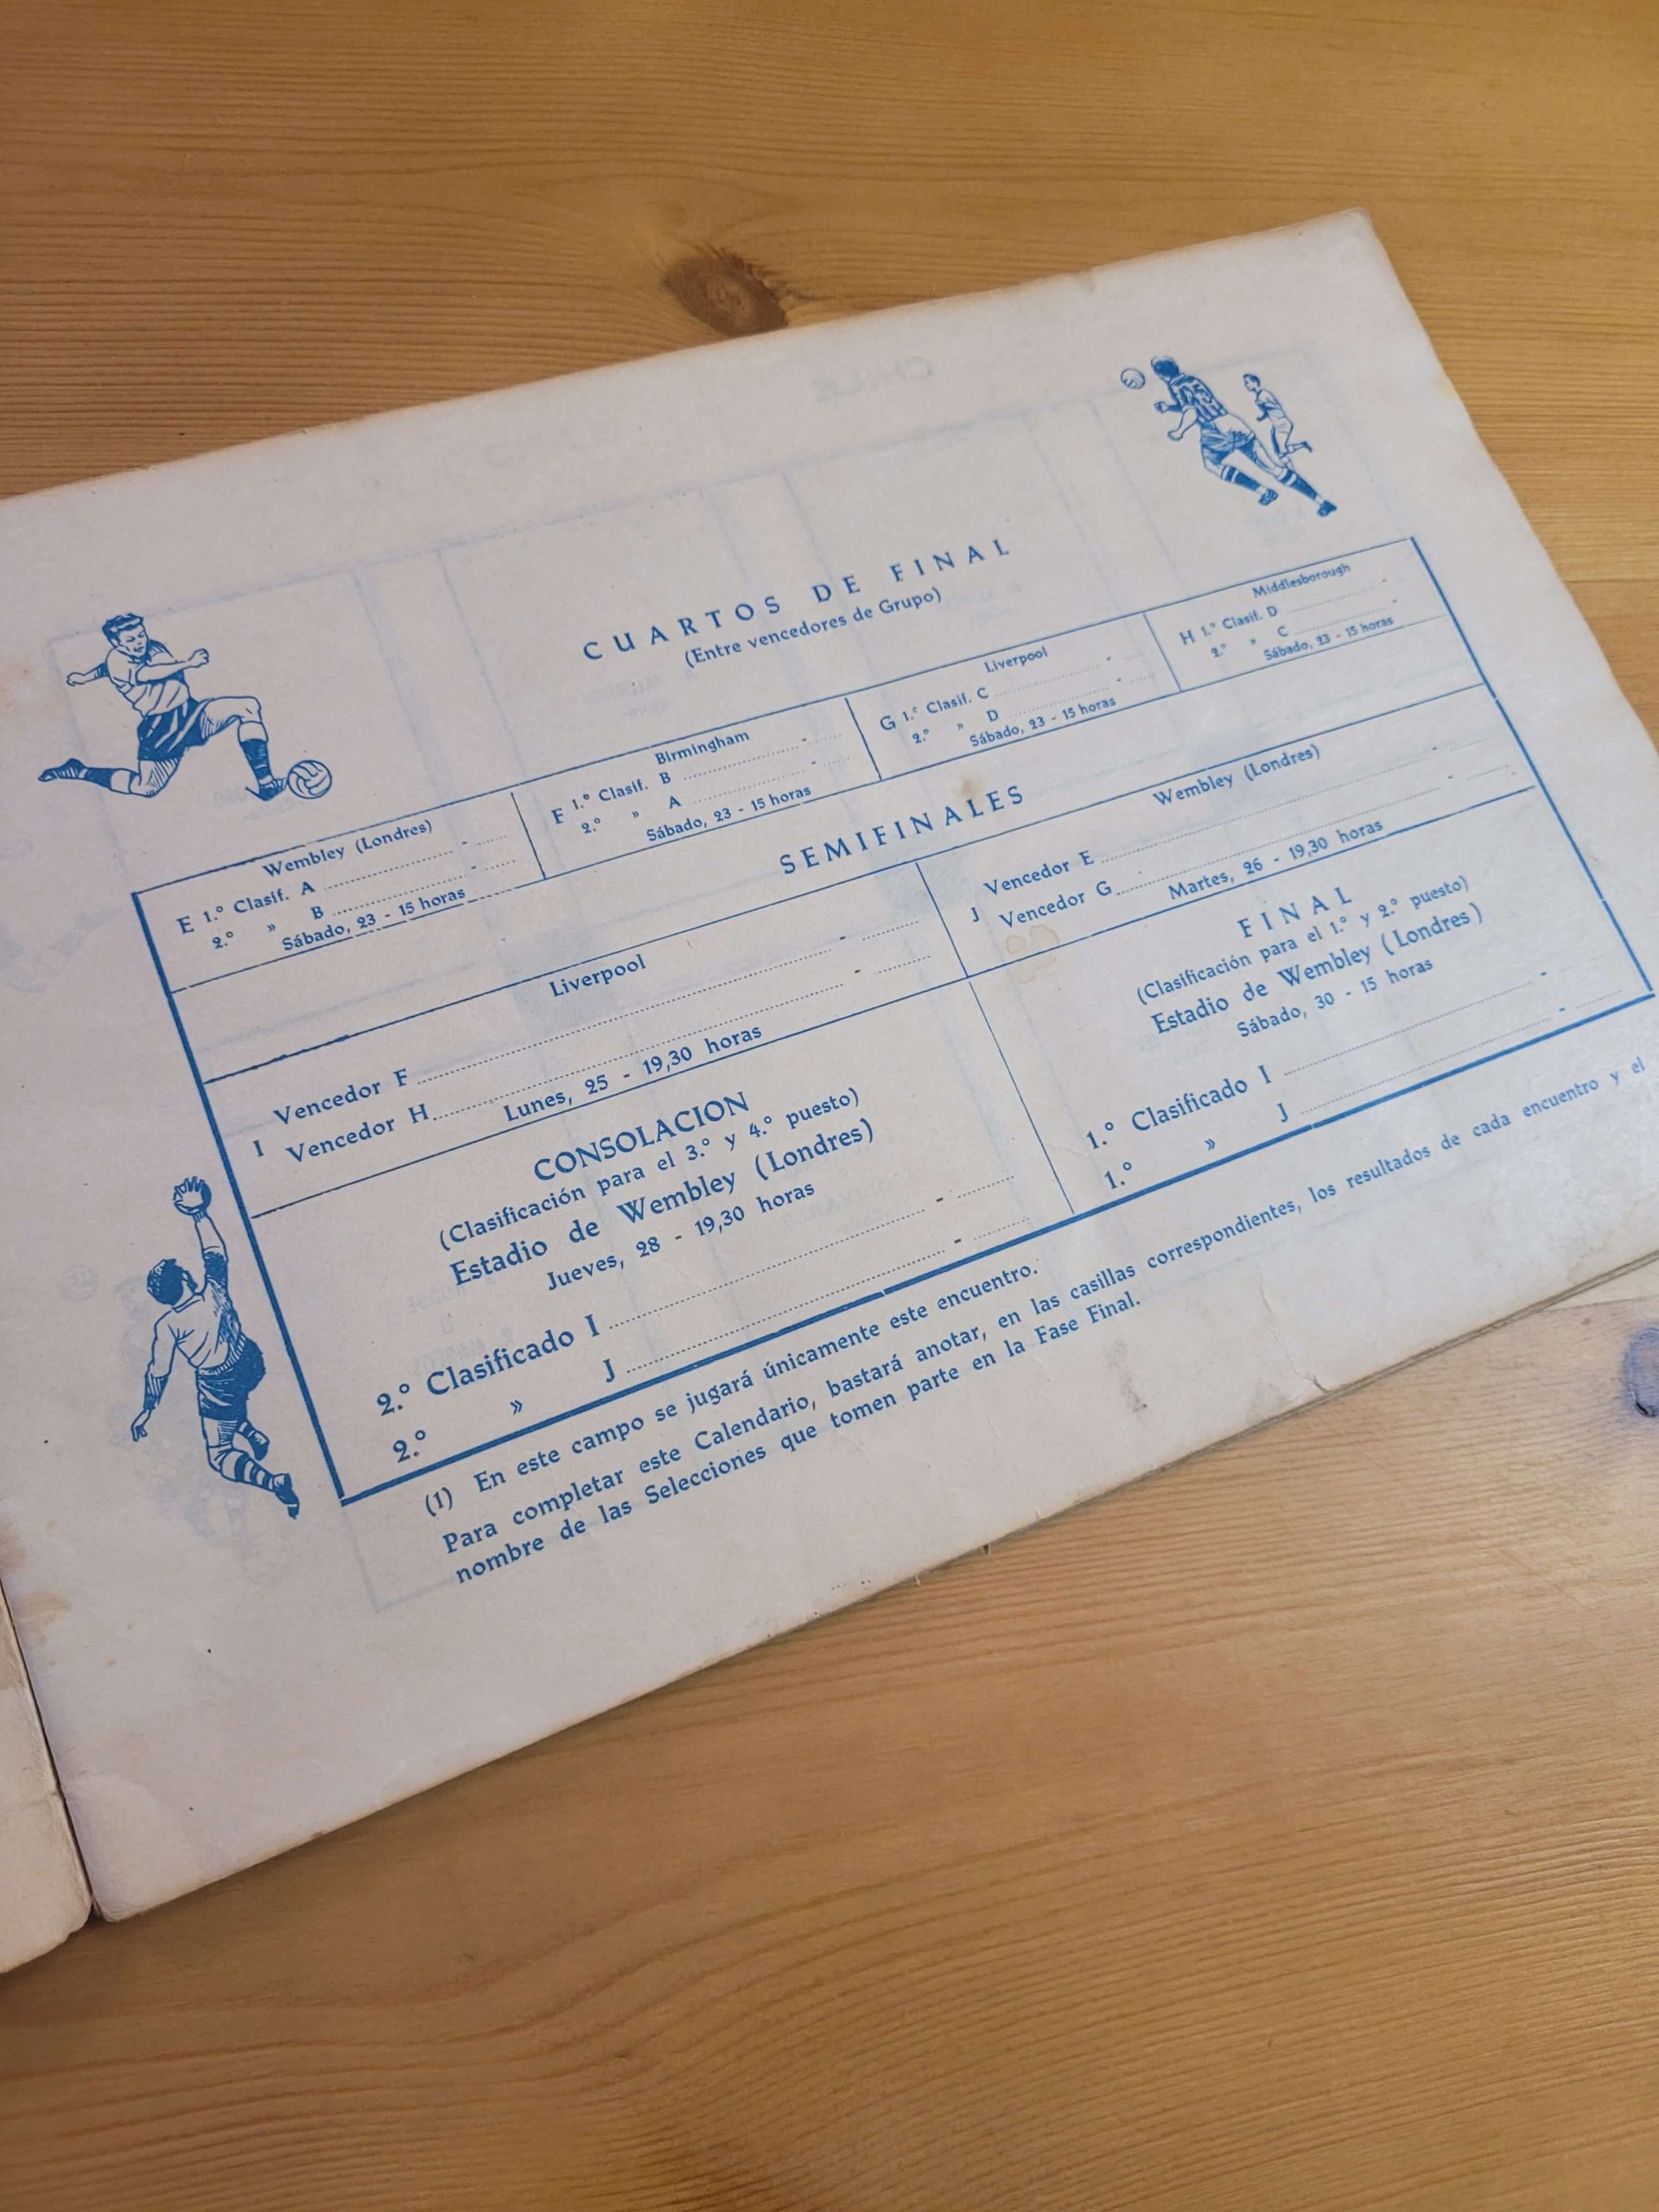 CUARTOS DE FINAL
(Entre vencedores de Grupo)
Wembley (Londres)
E 1.º Clasif. A - 
2.º » B - 
Sábado, 23 - 15 horas
Birmingham
F 1.º Clasif. B - 
2.º » A - 
Sábado, 23 - 15 horas
Liverpool
G 1.º Clasif. C - 
2.º » D - 
Sábado, 23 - 15 horas
Middlesborough
H 1.º Clasif. D - 
2.º » C - 
Sábado, 23 - 15 horas
SEMIFINALES
Liverpool
Vencedor F - 
I Vencedor H - 
Lunes, 25 - 19,30 horas
Wembley (Londres)
Vencedor E - 
J Vencedor G - 
Martes, 26 - 19,30 horas
CONSOLACION
(Clasificación para el 3.º y 4.º puesto)
Estadio de Wembley (Londres)
Jueves, 28 - 19,30 horas
2.º Clasificado I - 
2.º » J - 
FINAL
(Clasificación para el 1.º y 2.º puesto)
Estadio de Wembley (Londres)
Sábado, 30 - 15 horas
1.º Clasificado I - 
1.º » J - 
(1) En este campo se jugará únicamente este encuentro.
Para completar este Calendario, bastará anotar, en las casillas correspondientes, los resultados de cada encuentro y el
nombre de las Selecciones que tomen parte en la Fase Final.
CHILE